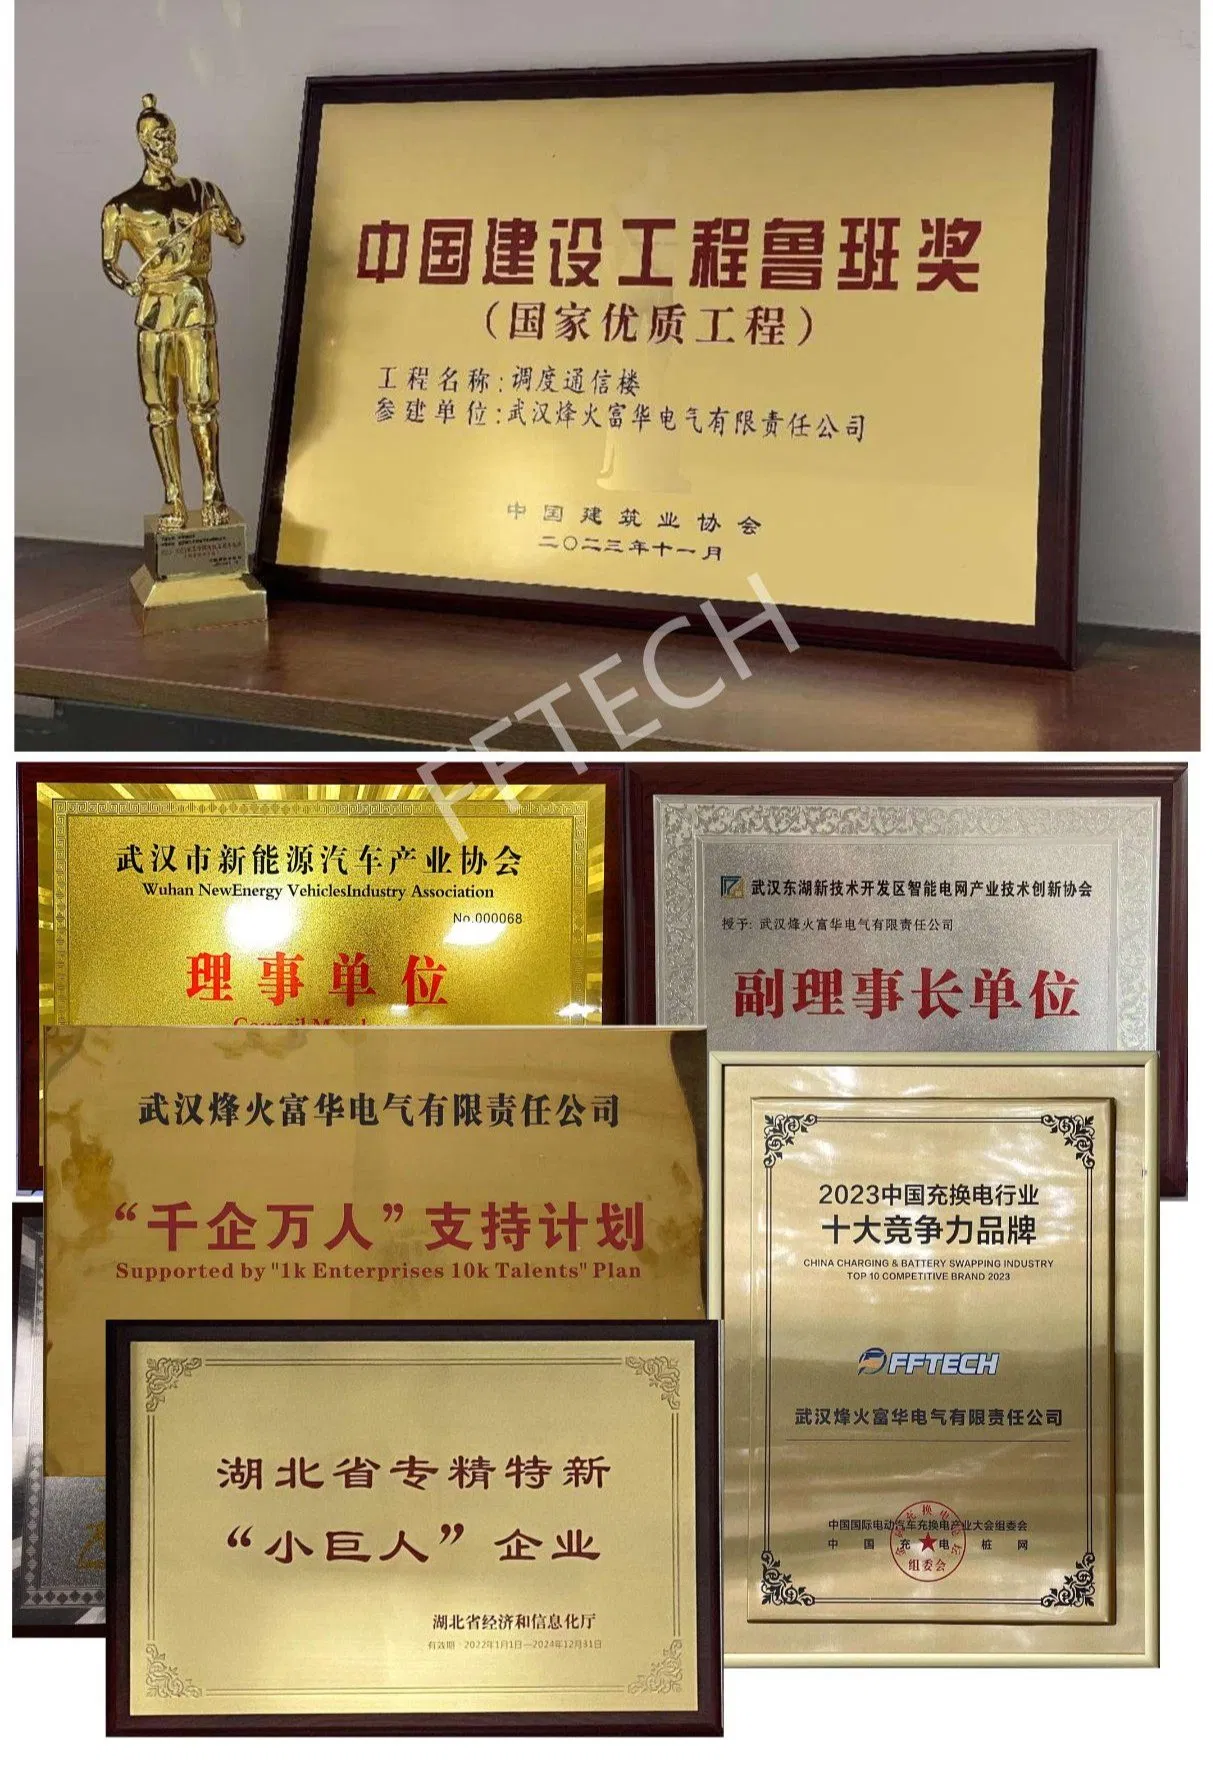 中国建设工程鲁班奖
（国家优质工程）
工程名称:调度通信楼
参建单位:武汉烽火富华电气有限责任公司
中国建筑业协会
二〇二三年十一月
FFTECH
武汉市新能源汽车产业协会
Wuhan NewEnergy VehiclesIndustry Association
No.000068
理事单位
武汉东湖新技术开发区智能电网产业技术创新协会
授予: 武汉烽火富华电气有限责任公司
副理事长单位
武汉烽火富华电气有限责任公司
“千企万人”支持计划
Supported by "1k Enterprises 10k Talents" Plan
2023中国充换电行业
十大竞争力品牌
CHINA CHARGING & BATTERY SWAPPING INDUSTRY
TOP 10 COMPETITIVE BRAND 2023
FFTECH
武汉烽火富华电气有限责任公司
中国国际电动汽车充换电产业大会组委会
中国充电桩网
组委会
湖北省专精特新
“小巨人”企业
湖北省经济和信息化厅
有效期：2022年1月1日—2024年12月31日